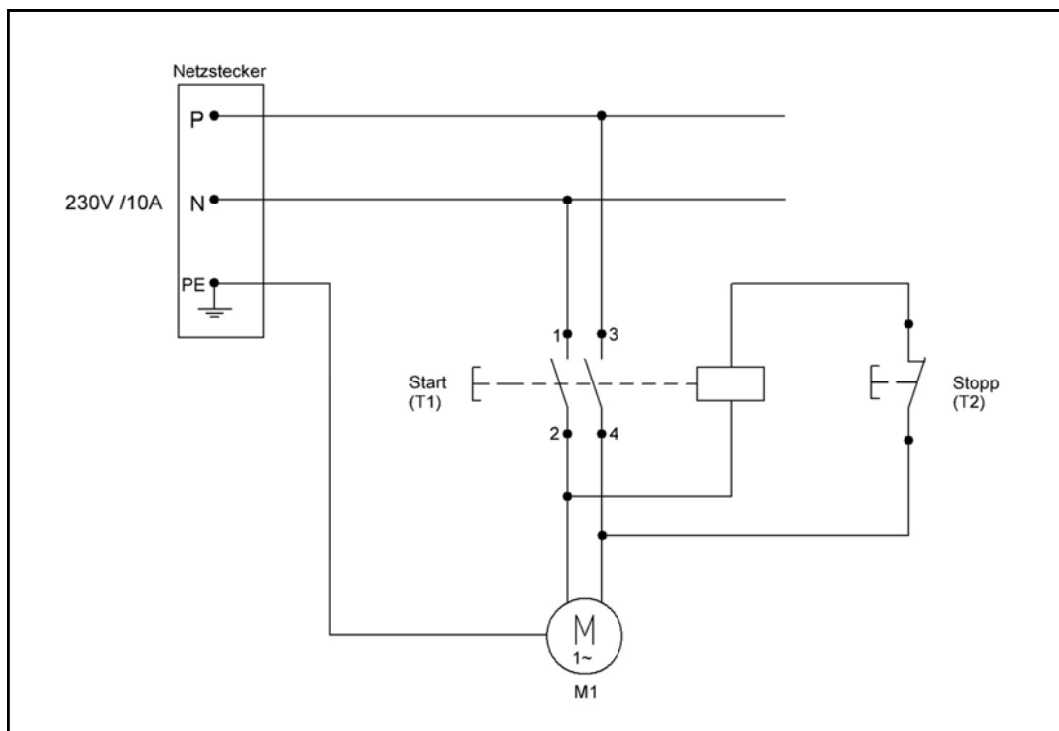 Netzstecker
P
230V /10A
N
PE
1
3
Start
(T1)
Stopp
(T2)
2
4
M
1~
M1